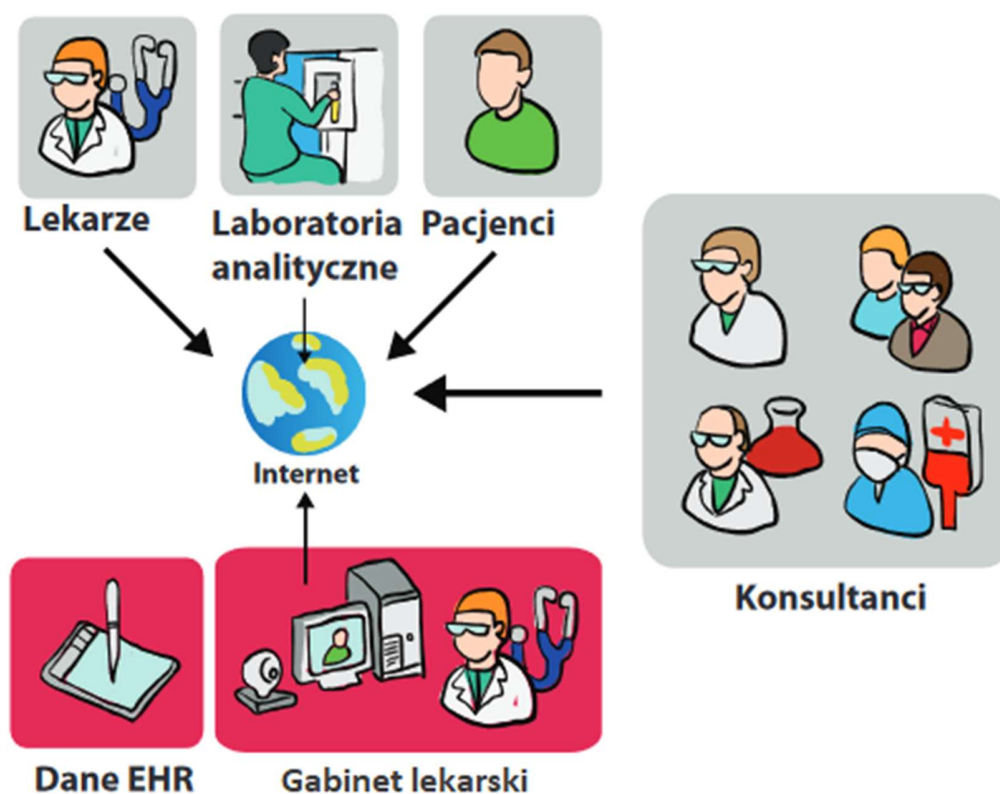 Lekarze
Laboratoria
analityczne
Pacjenci
Internet
Konsultanci
Dane EHR
Gabinet lekarski